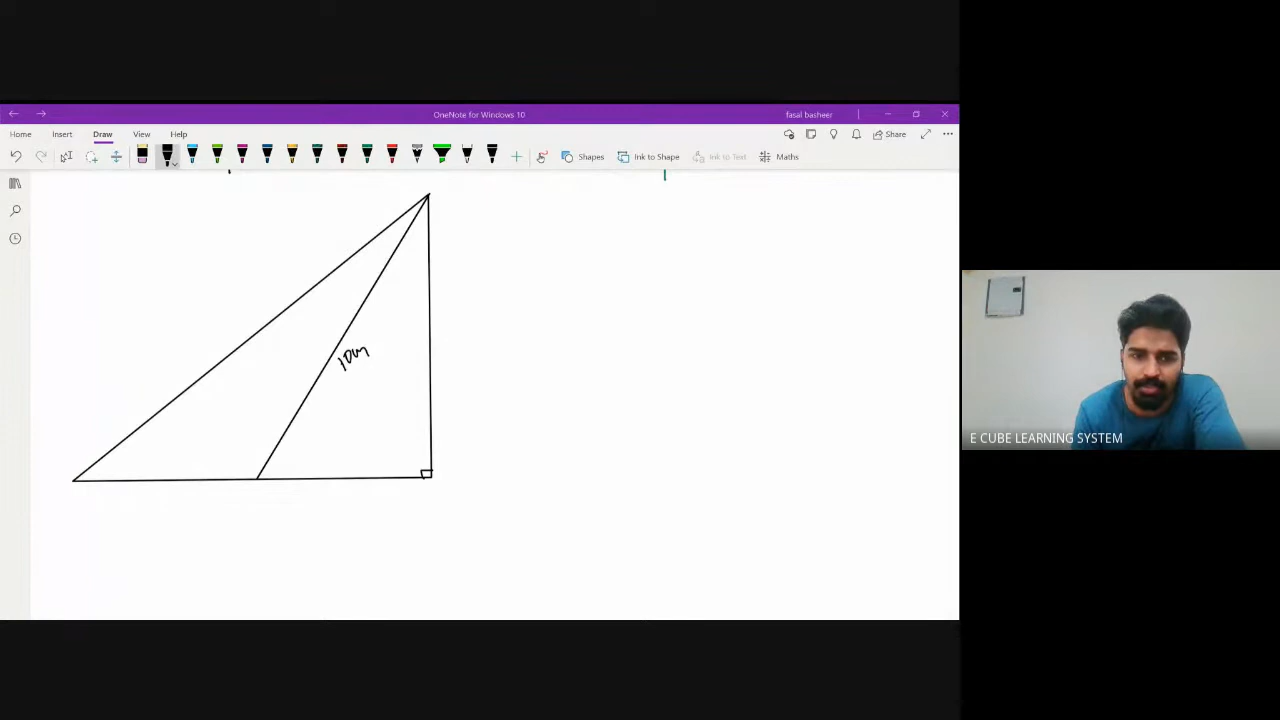 OneNote for Windows 10
fasal basheer
Home Insert Draw View Help
Share
Shapes Ink to Shape Ink to Text Maths
10cm
E CUBE LEARNING SYSTEM